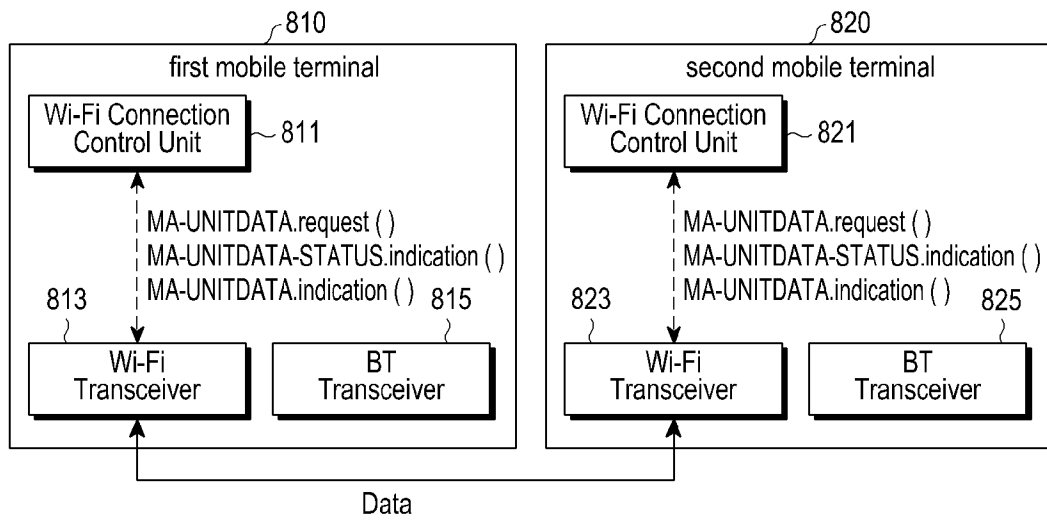 810
first mobile terminal
Wi-Fi Connection
Control Unit
811
MA-UNITDATA.request ( )
MA-UNITDATA-STATUS.indication ( )
MA-UNITDATA.indication ( )
813
815
Wi-Fi
Transceiver
BT
Transceiver
820
second mobile terminal
Wi-Fi Connection
Control Unit
821
MA-UNITDATA.request ( )
MA-UNITDATA-STATUS.indication ( )
MA-UNITDATA.indication ( )
823
825
Wi-Fi
Transceiver
BT
Transceiver
Data